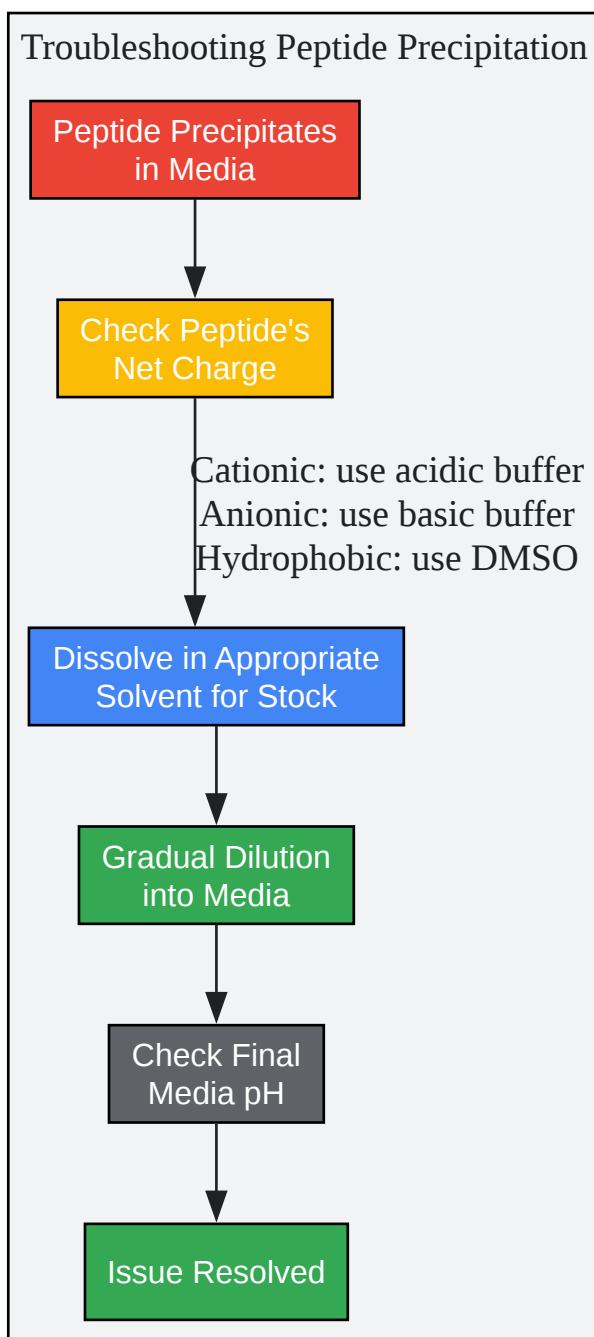 Troubleshooting Peptide Precipitation
Peptide Precipitates
in Media
Check Peptide's
Net Charge
Cationic: use acidic buffer
Anionic: use basic buffer
Hydrophobic: use DMSO
Dissolve in Appropriate
Solvent for Stock
Gradual Dilution
into Media
Check Final
Media pH
Issue Resolved